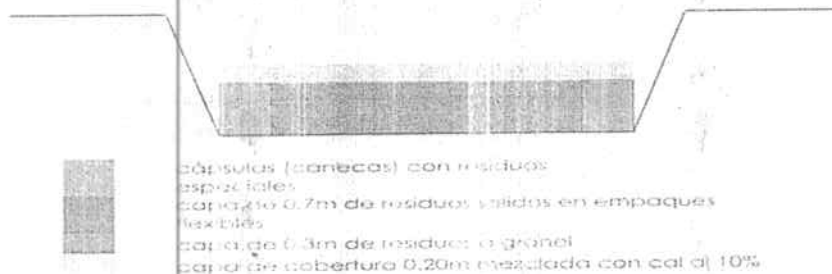 cápsulas (canecas) con residuos
especiales
capa de 0.7m de residuos sólidos en empaques
flexibles
capa de 0.3m de residuos a granel
capa de cobertura 0.20m mezclada con cal al 10%